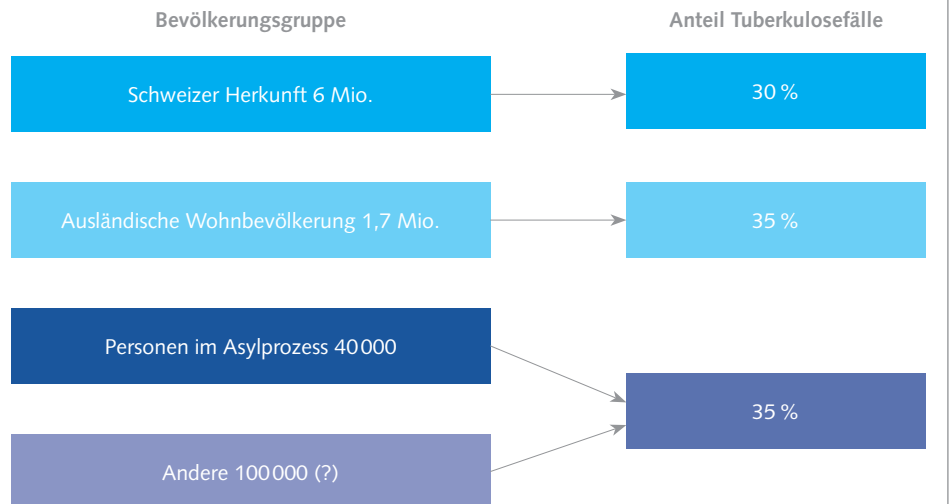 Bevölkerungsgruppe
Anteil Tuberkulosefälle
Schweizer Herkunft 6 Mio.
30 %
Ausländische Wohnbevölkerung 1,7 Mio.
35 %
Personen im Asylprozess 40 000
35 %
Andere 100 000 (?)